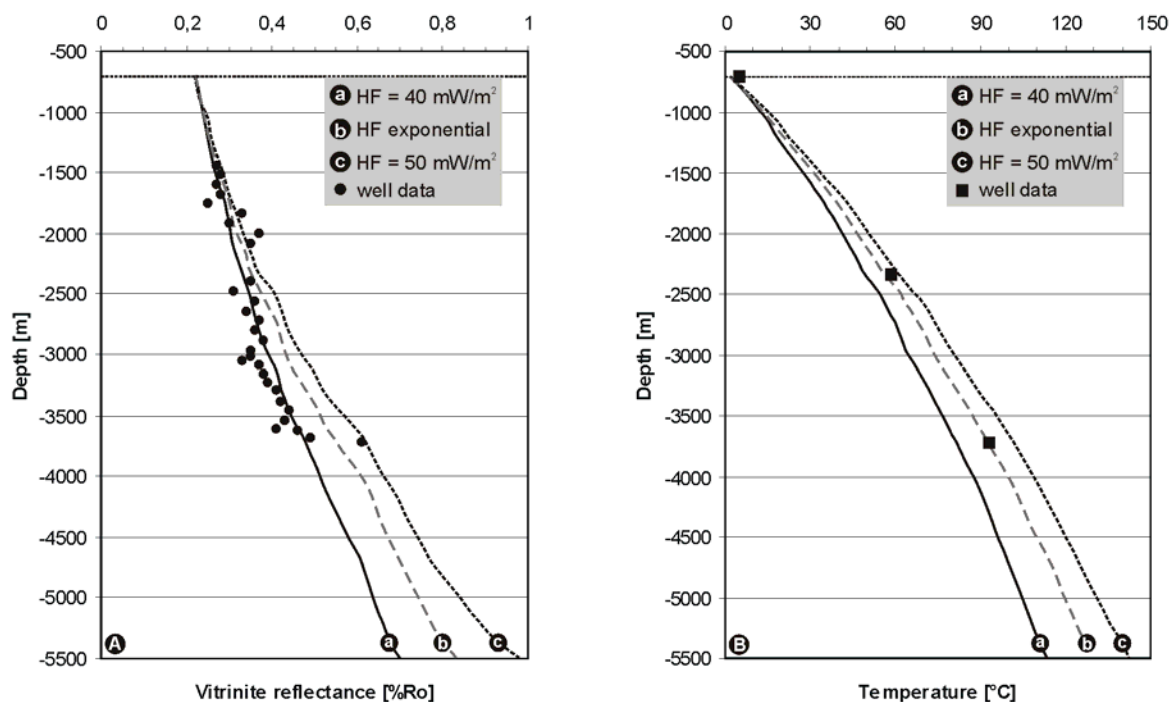 0 0,2 0,4 0,6 0,8 1
-500
-1000
-1500
-2000
-2500
-3000
-3500
-4000
-4500
-5000
-5500
Depth [m]
a HF = 40 mW/m²
b HF exponential
c HF = 50 mW/m²
well data
A
a b c
Vitrinite reflectance [%Ro]
0 30 60 90 120 150
-500
-1000
-1500
-2000
-2500
-3000
-3500
-4000
-4500
-5000
-5500
Depth [m]
a HF = 40 mW/m²
b HF exponential
c HF = 50 mW/m²
well data
B
a b c
Temperature [°C]